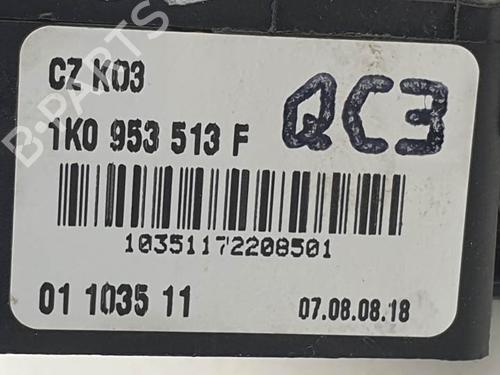 CZ K03
QC3
1K0 953 513 F
10351172208501
01 1035 11
07.08.08.18
B-PARTS